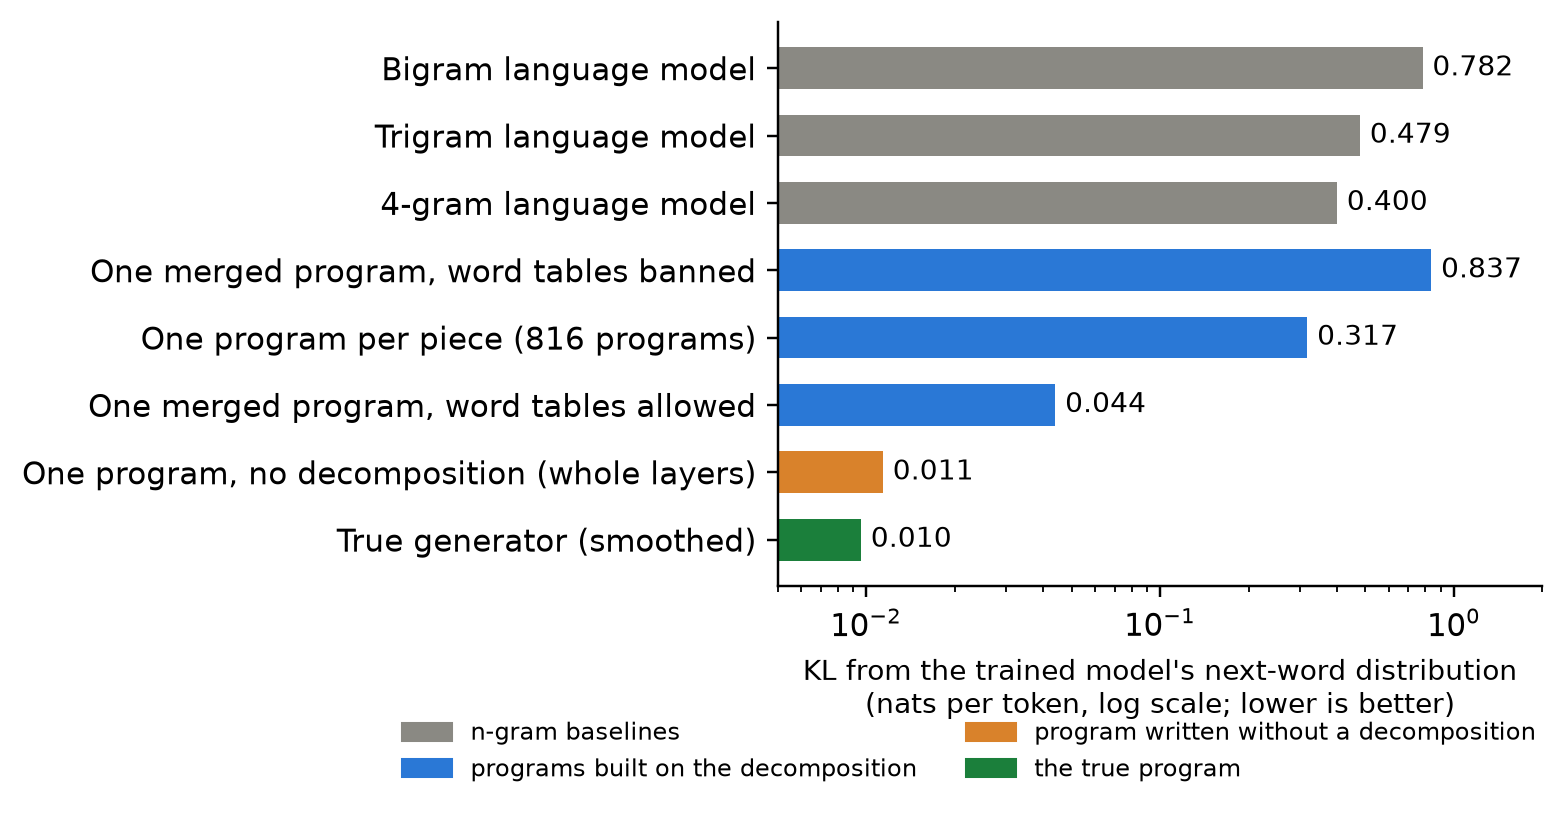 Bigram language model 0.782
Trigram language model 0.479
4-gram language model 0.400
One merged program, word tables banned 0.837
One program per piece (816 programs) 0.317
One merged program, word tables allowed 0.044
One program, no decomposition (whole layers) 0.011
True generator (smoothed) 0.010
10⁻² 10⁻¹ 10⁰
KL from the trained model's next-word distribution
(nats per token, log scale; lower is better)
n-gram baselines program written without a decomposition
programs built on the decomposition the true program